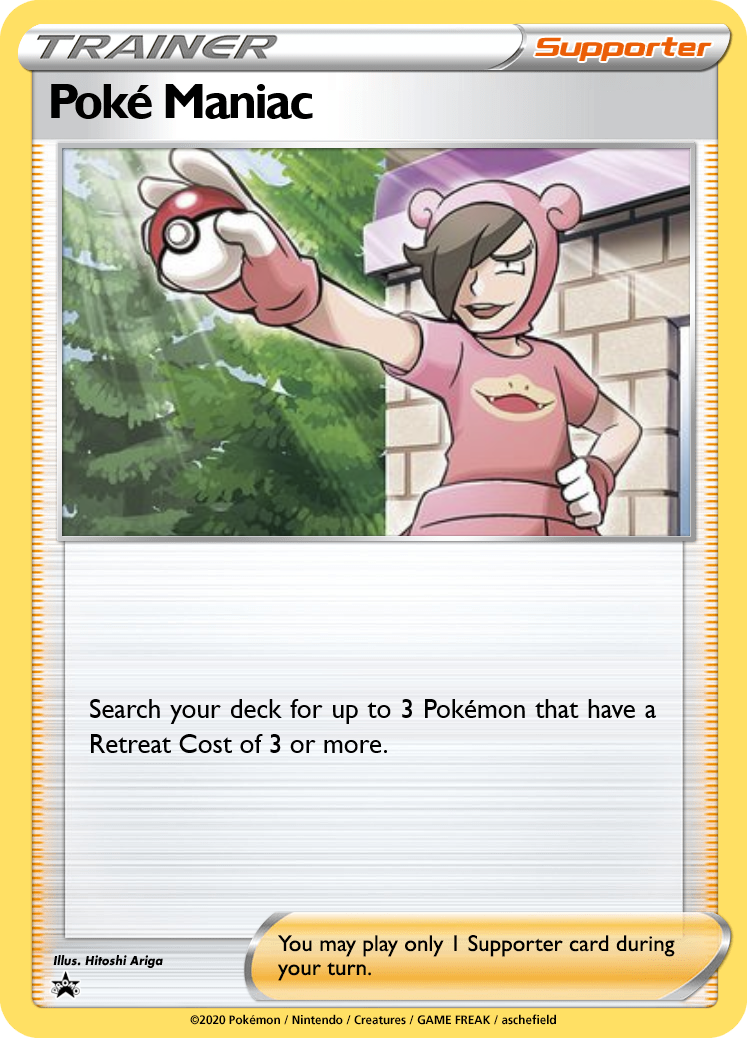 TRAINER
Supporter
Poké Maniac
Search your deck for up to 3 Pokémon that have a
Retreat Cost of 3 or more.
You may play only 1 Supporter card during
your turn.
Illus. Hitoshi Ariga
PROMO
©2020 Pokémon / Nintendo / Creatures / GAME FREAK / aschefield